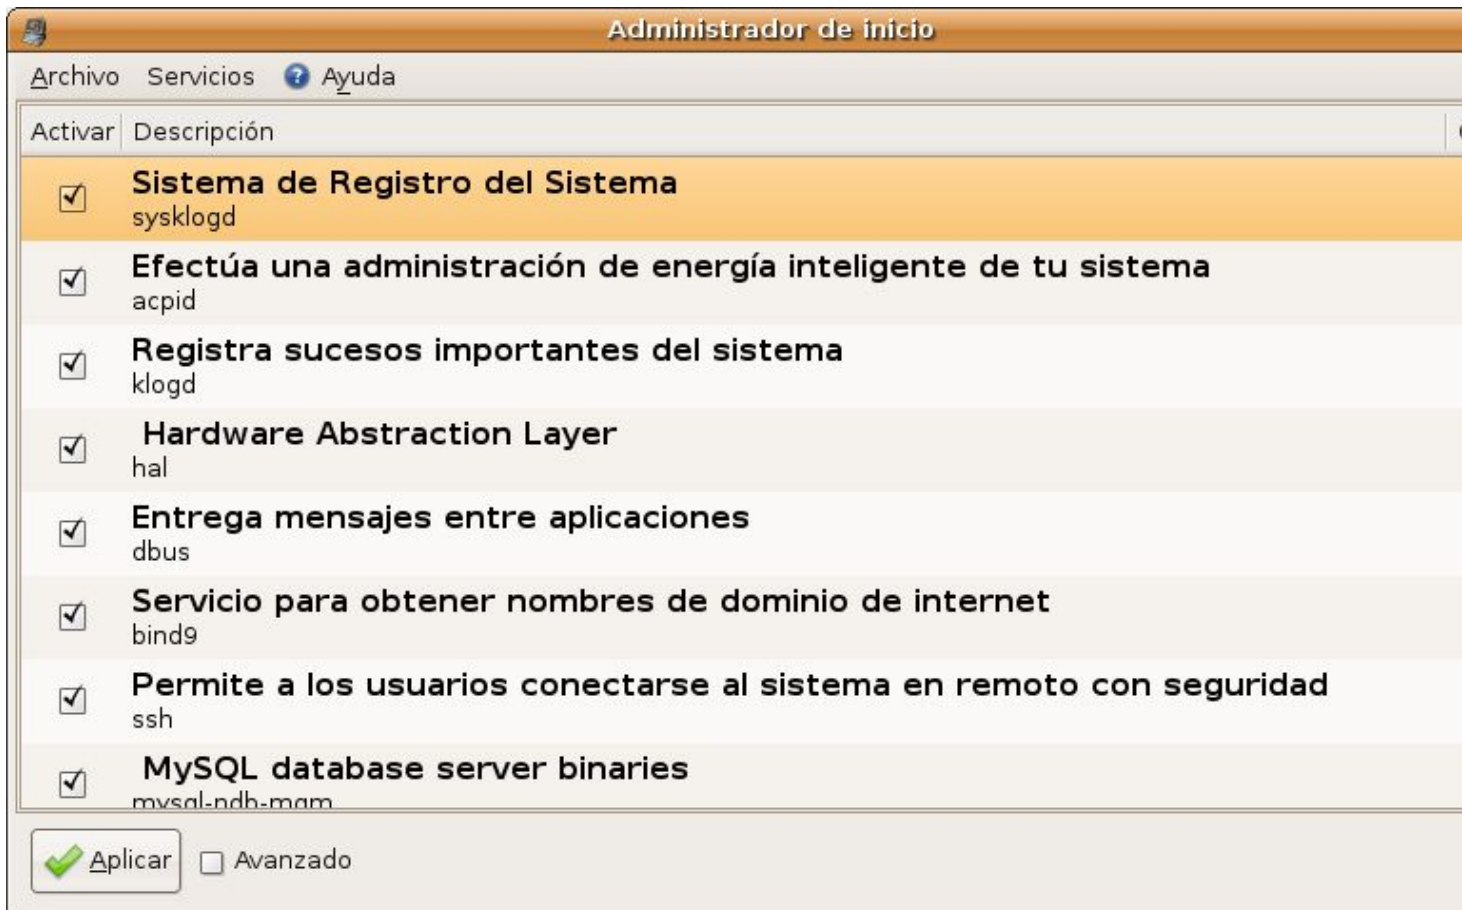 Administrador de inicio
Archivo Servicios Ayuda
Activar Descripción
Sistema de Registro del Sistema
sysklogd
Efectúa una administración de energía inteligente de tu sistema
acpid
Registra sucesos importantes del sistema
klogd
Hardware Abstraction Layer
hal
Entrega mensajes entre aplicaciones
dbus
Servicio para obtener nombres de dominio de internet
bind9
Permite a los usuarios conectarse al sistema en remoto con seguridad
ssh
MySQL database server binaries
mysql-ndb-mgm
Aplicar Avanzado